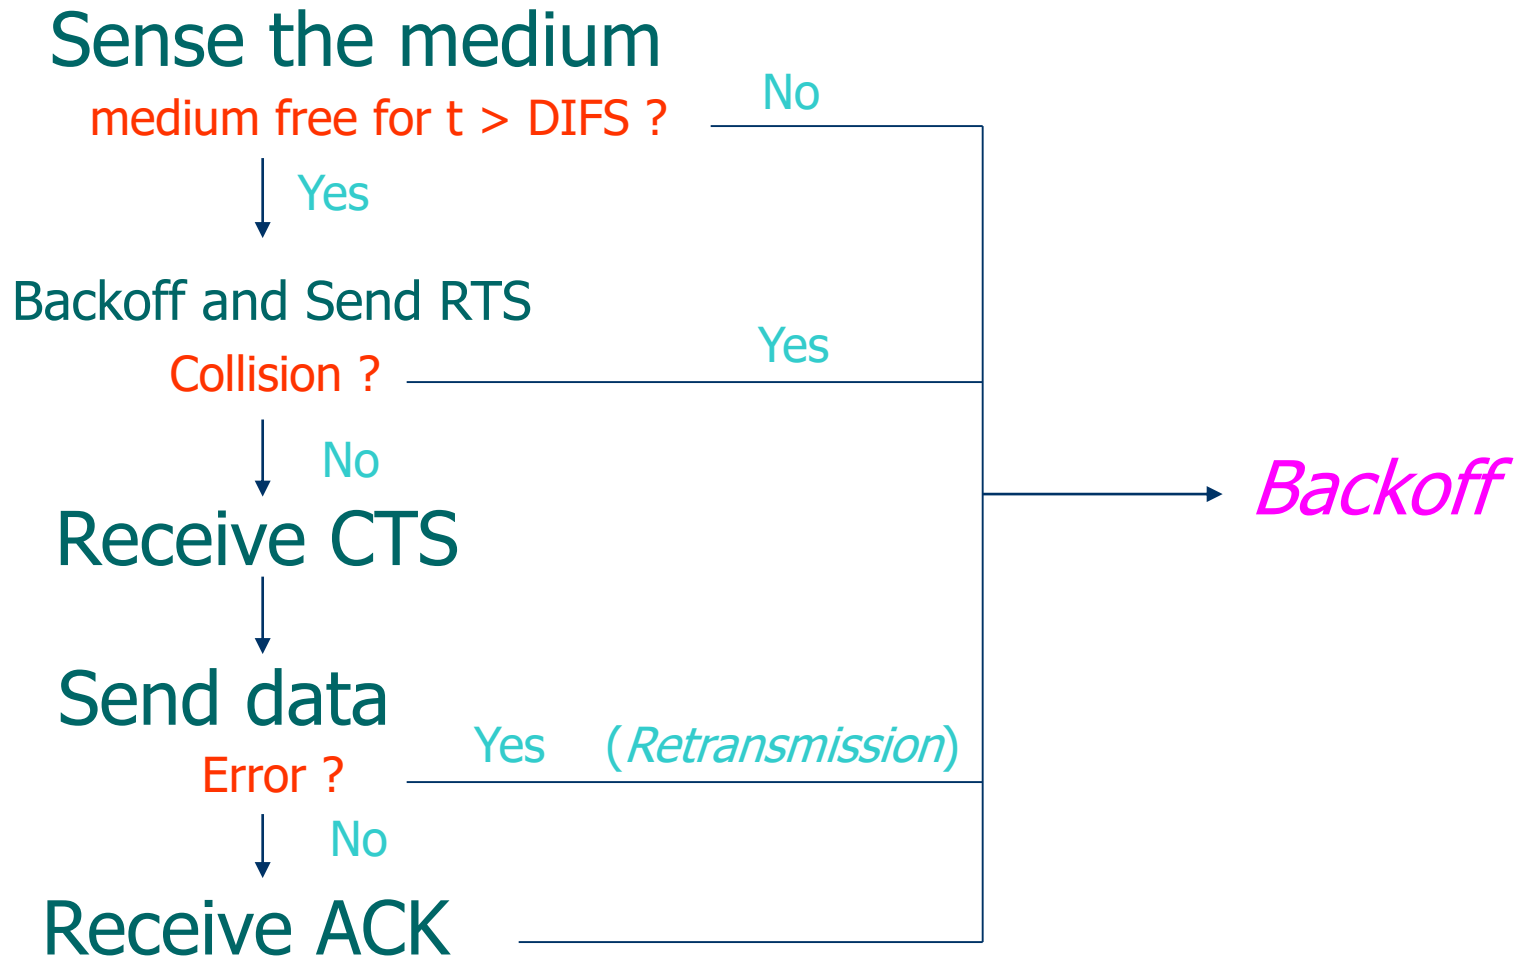 Sense the medium
medium free for t > DIFS ?
No
Yes
Backoff and Send RTS
Collision ?
Yes
No
Receive CTS
Backoff
Send data
Error ?
Yes (Retransmission)
No
Receive ACK